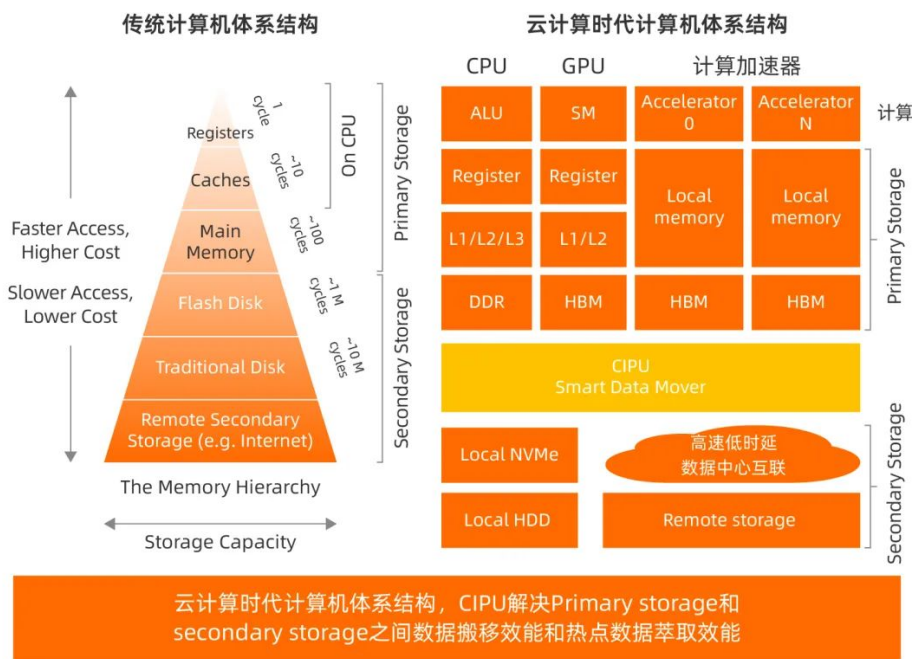 传统计算机体系结构
Faster Access,
Higher Cost
Slower Access,
Lower Cost
Registers
Caches
Main
Memory
Flash Disk
Traditional Disk
Remote Secondary
Storage (e.g. Internet)
1
cycle
~10
cycles
~100
cycles
~1 M
cycles
~10 M
cycles
On CPU
Primary Storage
Secondary Storage
The Memory Hierarchy
Storage Capacity
云计算时代计算机体系结构
CPU
GPU
计算加速器
ALU
SM
Accelerator
0
Accelerator
N
计算
Register
Register
Local
memory
Local
memory
L1/L2/L3
L1/L2
DDR
HBM
HBM
HBM
Primary Storage
CIPU
Smart Data Mover
Local NVMe
高速低时延
数据中心互联
Local HDD
Remote storage
Secondary Storage
云计算时代计算机体系结构，CIPU解决Primary storage和
secondary storage之间数据搬移效能和热点数据萃取效能